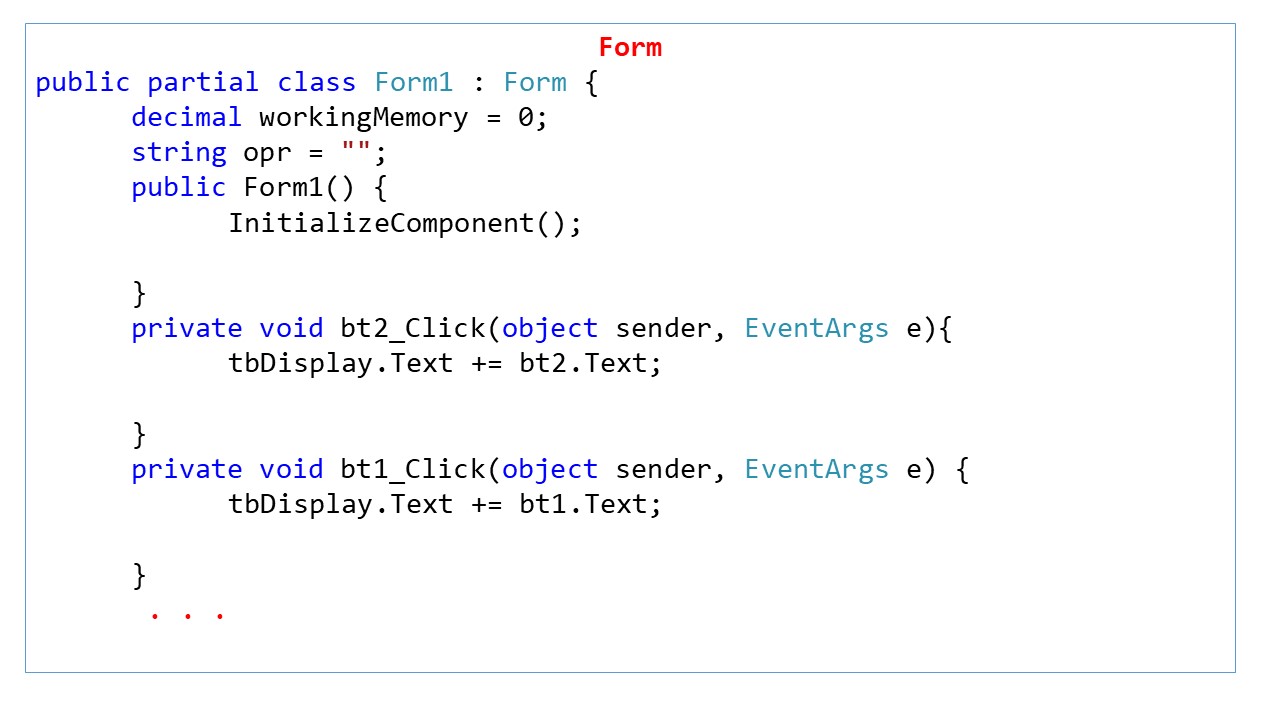 Form
public partial class Form1 : Form {
decimal workingMemory = 0;
string opr = "";
public Form1() {
InitializeComponent();
}
private void bt2_Click(object sender, EventArgs e){
tbDisplay.Text += bt2.Text;
}
private void bt1_Click(object sender, EventArgs e) {
tbDisplay.Text += bt1.Text;
}
. . .